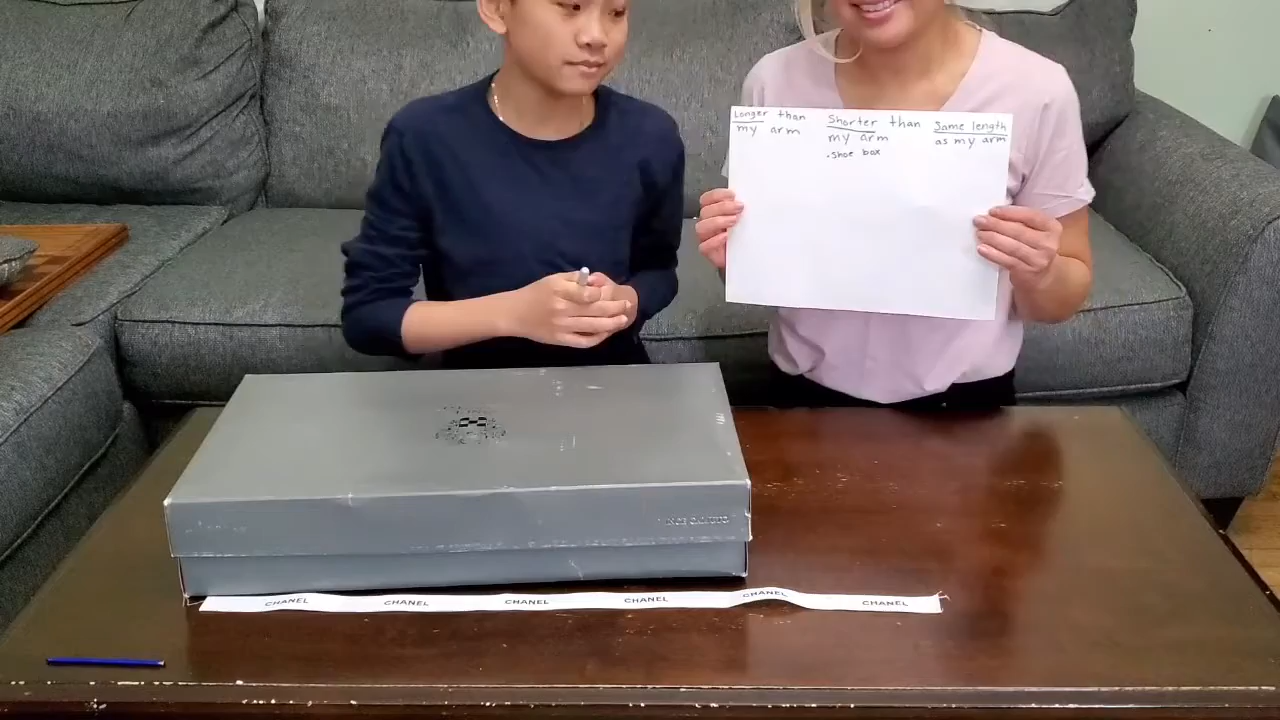 Longer than
my arm
Shorter than
my arm
• shoe box
Same length
as my arm
CHANEL CHANEL CHANEL CHANEL CHANEL CHANEL